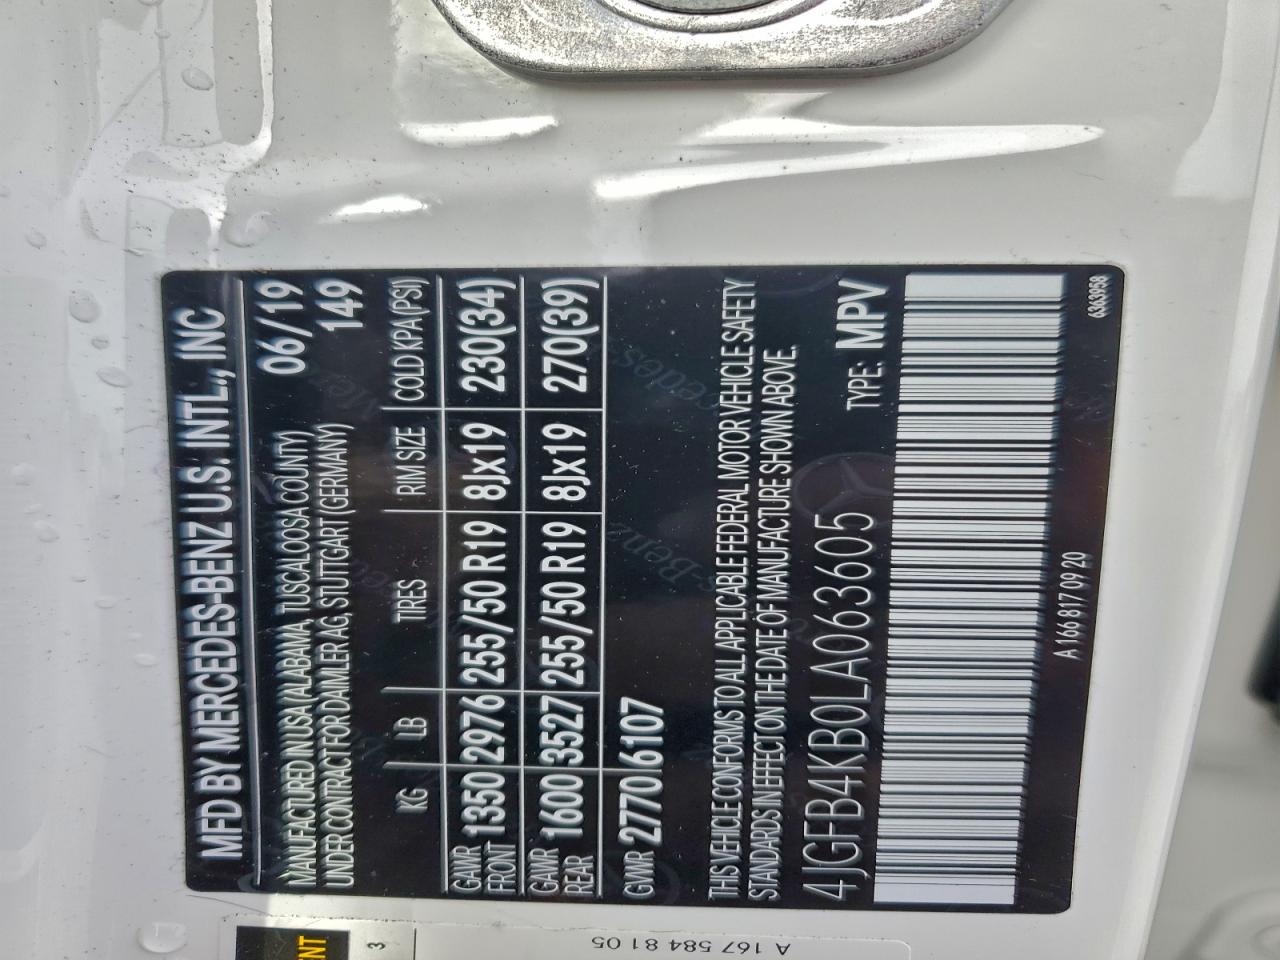 MFD BY MERCEDES-BENZ U.S. INTL., INC
MANUFACTURED IN USA TALABAMA, TUSCALOOSA COUNTY) 06/19
UNDER CONTRACT FOR DAIMLER AG, STUTTGART (GERMANY) 149
KG LB TIRES RIM SIZE COLD KPA (PSI)
GAWR FRONT 1350 2976 255/50 R19 8Jx19 230(34)
GAWR REAR 1600 3527 255/50 R19 8Jx19 270(39)
GVWR 2770 6107
THIS VEHICLE CONFORMS TO ALL APPLICABLE FEDERAL MOTOR VEHICLE SAFETY
STANDARDS IN EFFECT ON THE DATE OF MANUFACTURE SHOWN ABOVE.
4JGFB4KB0LA063605 TYPE: MPV
A 166 817 09 20 6363958
3
A 167 584 81 05